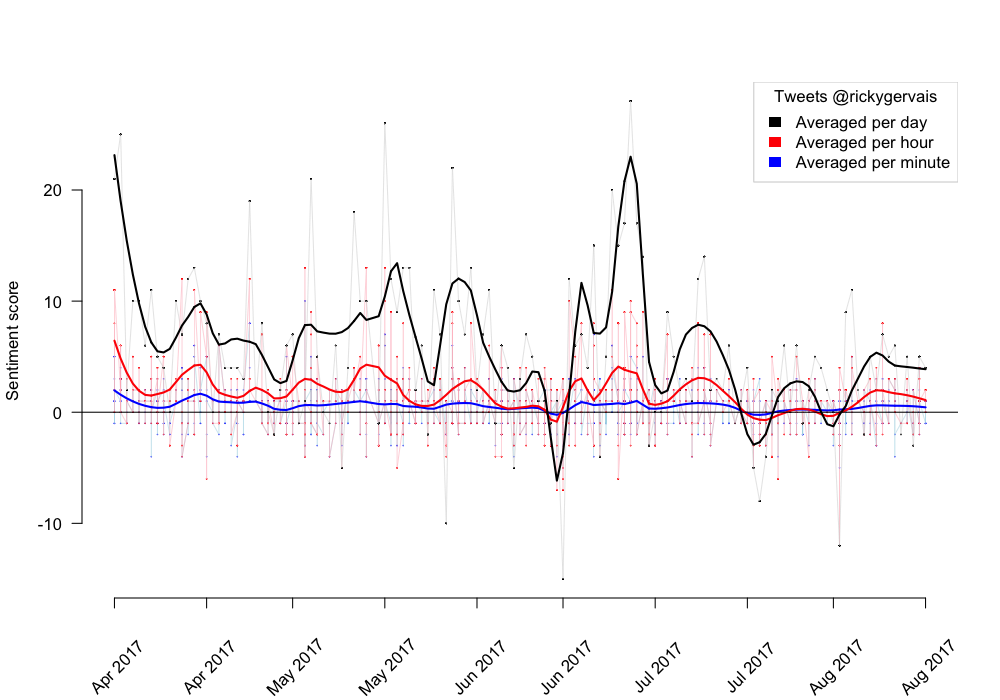 Tweets @rickygervais
Averaged per day
Averaged per hour
Averaged per minute
Sentiment score
20
10
0
-10
Apr 2017
Apr 2017
May 2017
May 2017
Jun 2017
Jun 2017
Jul 2017
Jul 2017
Aug 2017
Aug 2017